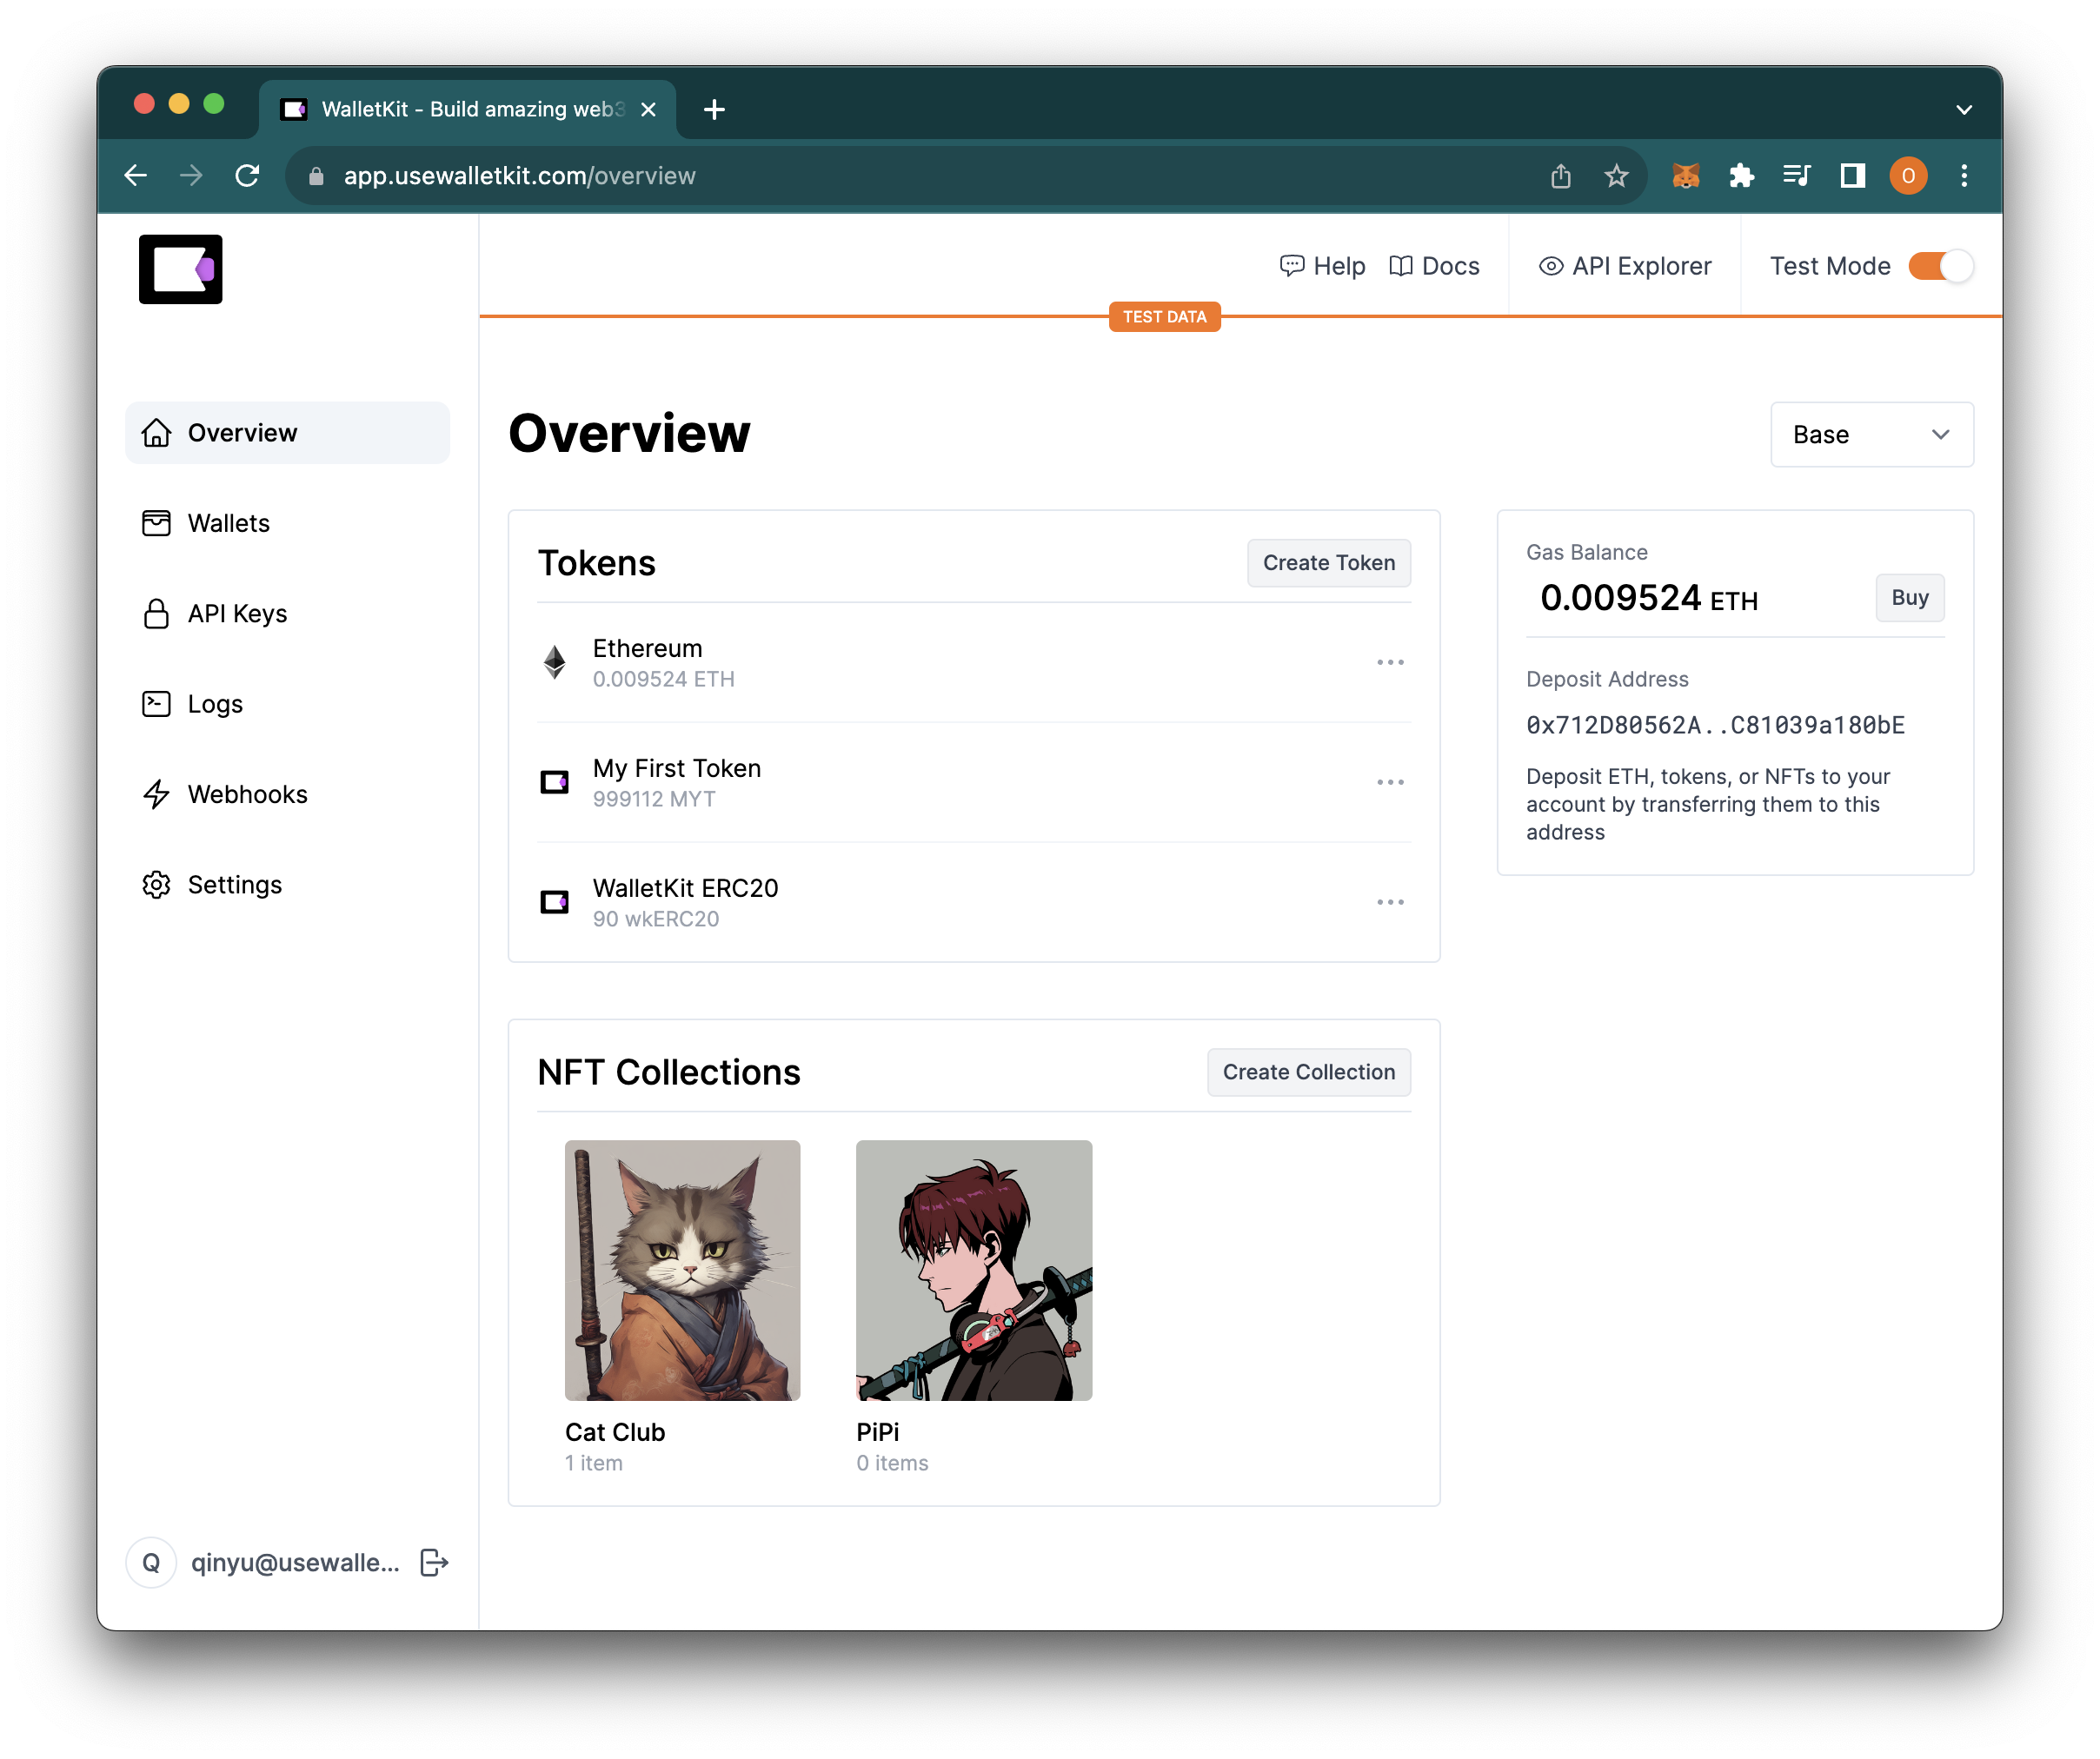 WalletKit - Build amazing web3
app.usewalletkit.com/overview
O
Help
Docs
API Explorer
Test Mode
TEST DATA
Overview
Wallets
API Keys
Logs
Webhooks
Settings
Overview
Base
Tokens
Create Token
Ethereum
0.009524 ETH
My First Token
999112 MYT
WalletKit ERC20
90 wkERC20
Gas Balance
0.009524 ETH
Buy
Deposit Address
0x712D80562A..C81039a180bE
Deposit ETH, tokens, or NFTs to your
account by transferring them to this
address
NFT Collections
Create Collection
Cat Club
1 item
PiPi
0 items
Q
qinyu@usewalle...